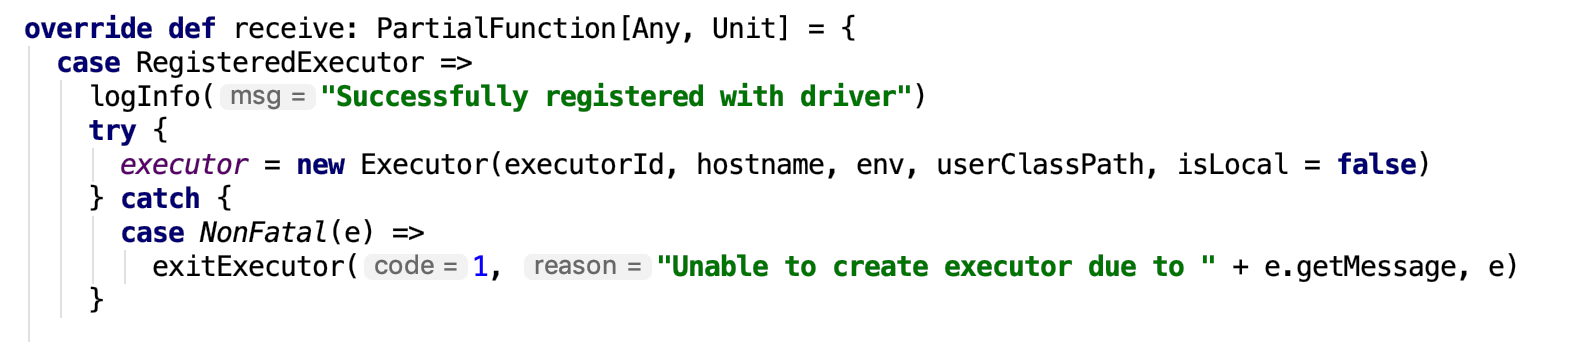 override def receive: PartialFunction[Any, Unit] = {
case RegisteredExecutor =>
logInfo( msg = "Successfully registered with driver")
try {
executor = new Executor(executorId, hostname, env, userClassPath, isLocal = false)
} catch {
case NonFatal(e) =>
exitExecutor( code = 1, reason = "Unable to create executor due to " + e.getMessage, e)
}